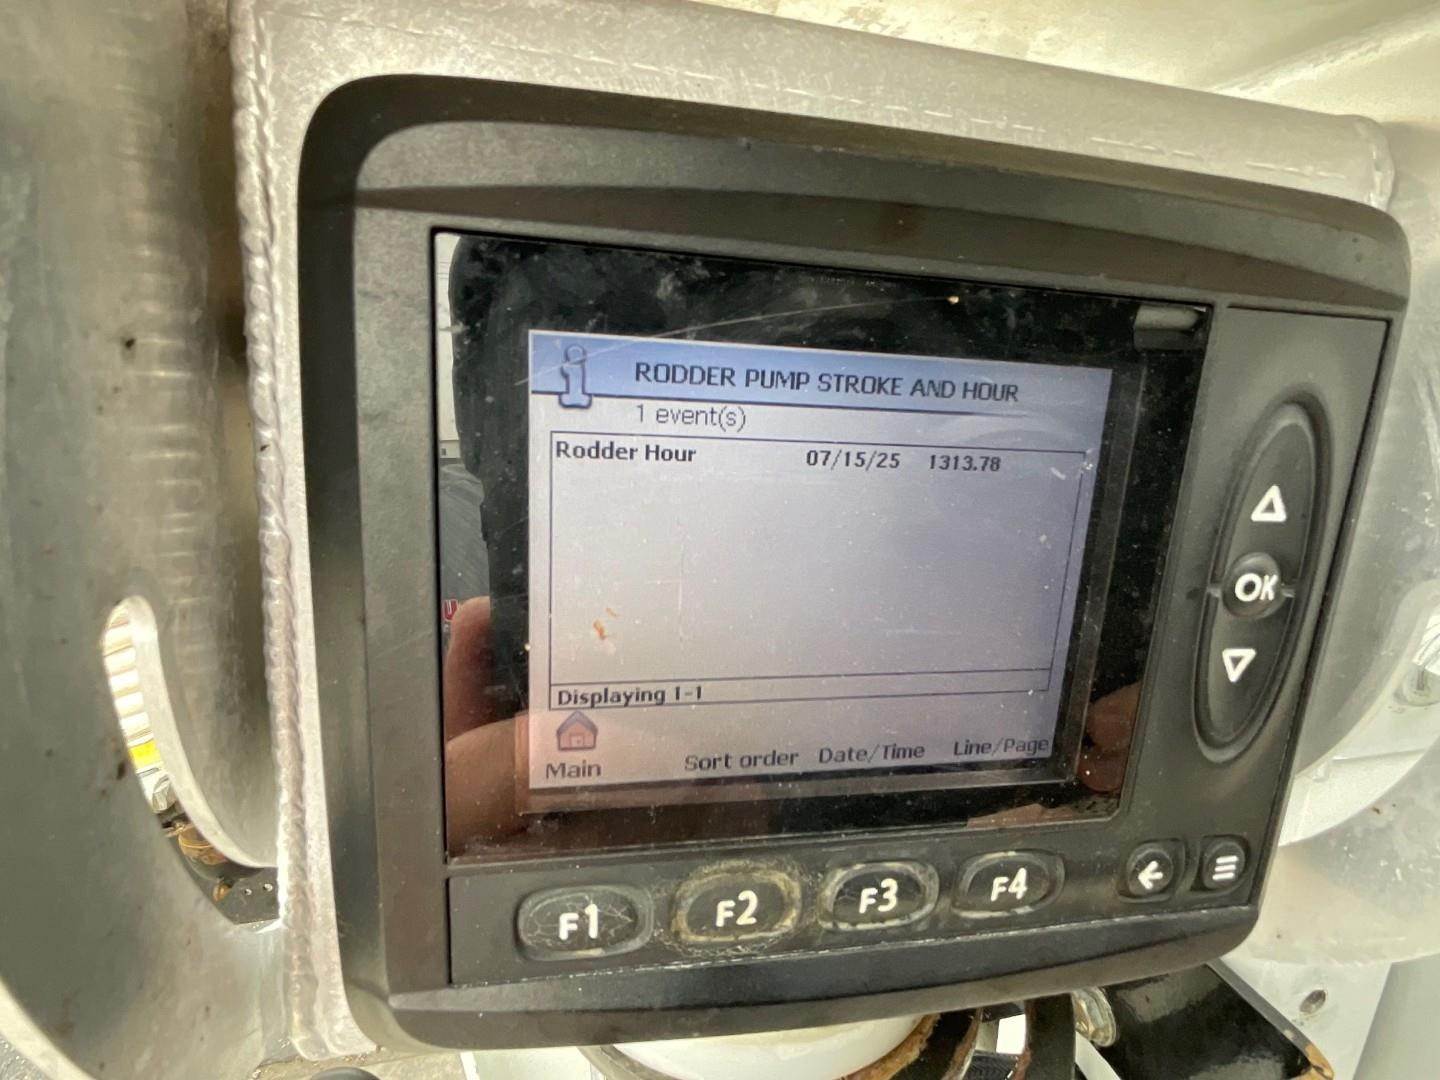 RODDER PUMP STROKE AND HOUR
1 event(s)
Rodder Hour 07/15/25 1313.78
Displaying 1-1
Main Sort order Date/Time Line/Page
OK
F1 F2 F3 F4